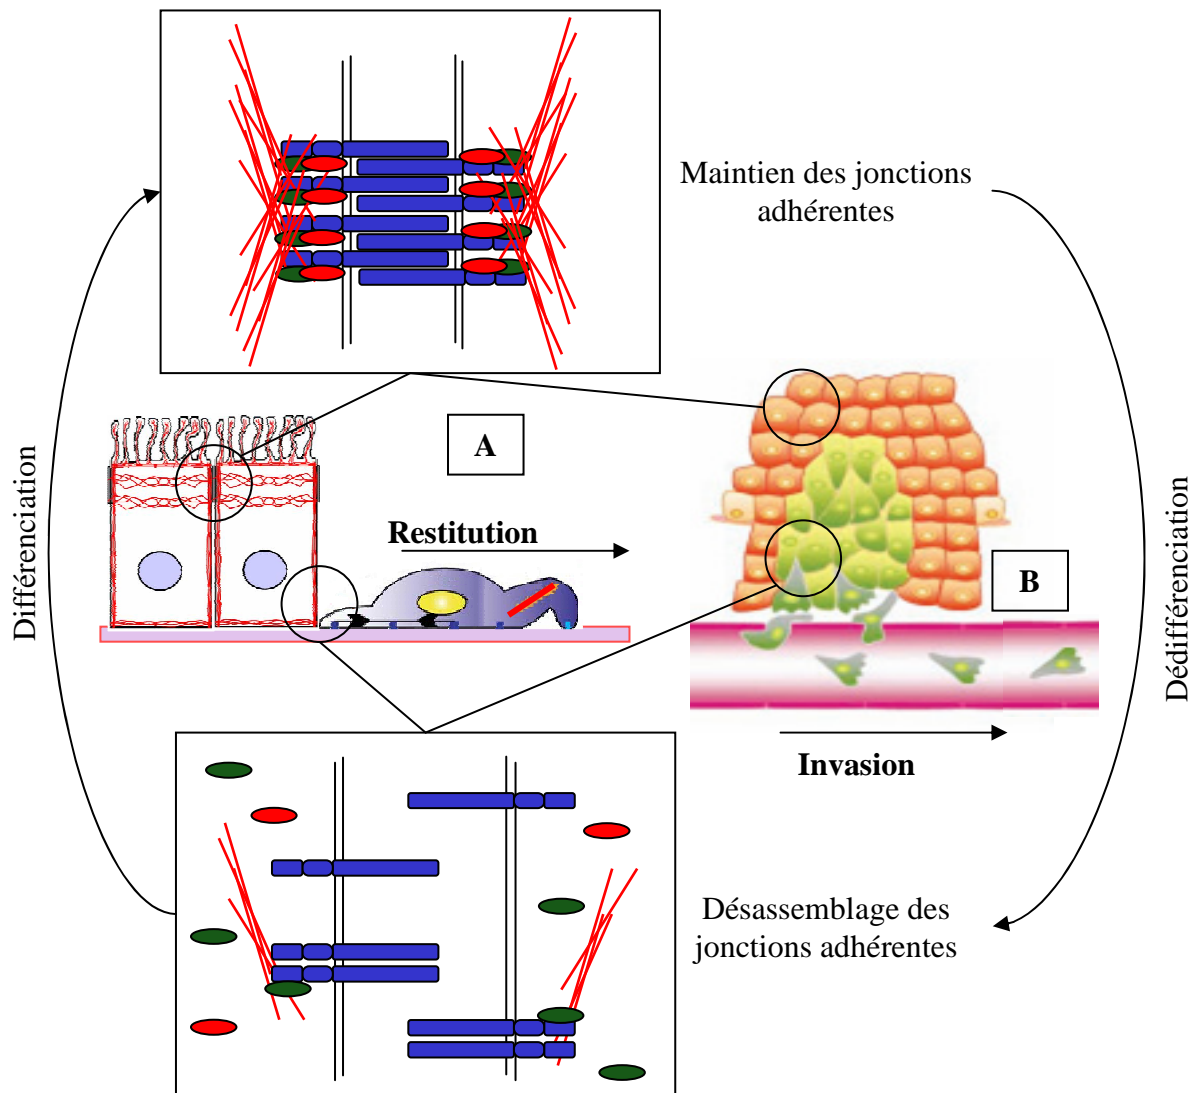 Maintien des jonctions
adhérentes
A
Différenciation
Restitution
Dédifférenciation
B
Invasion
Désassemblage des
jonctions adhérentes